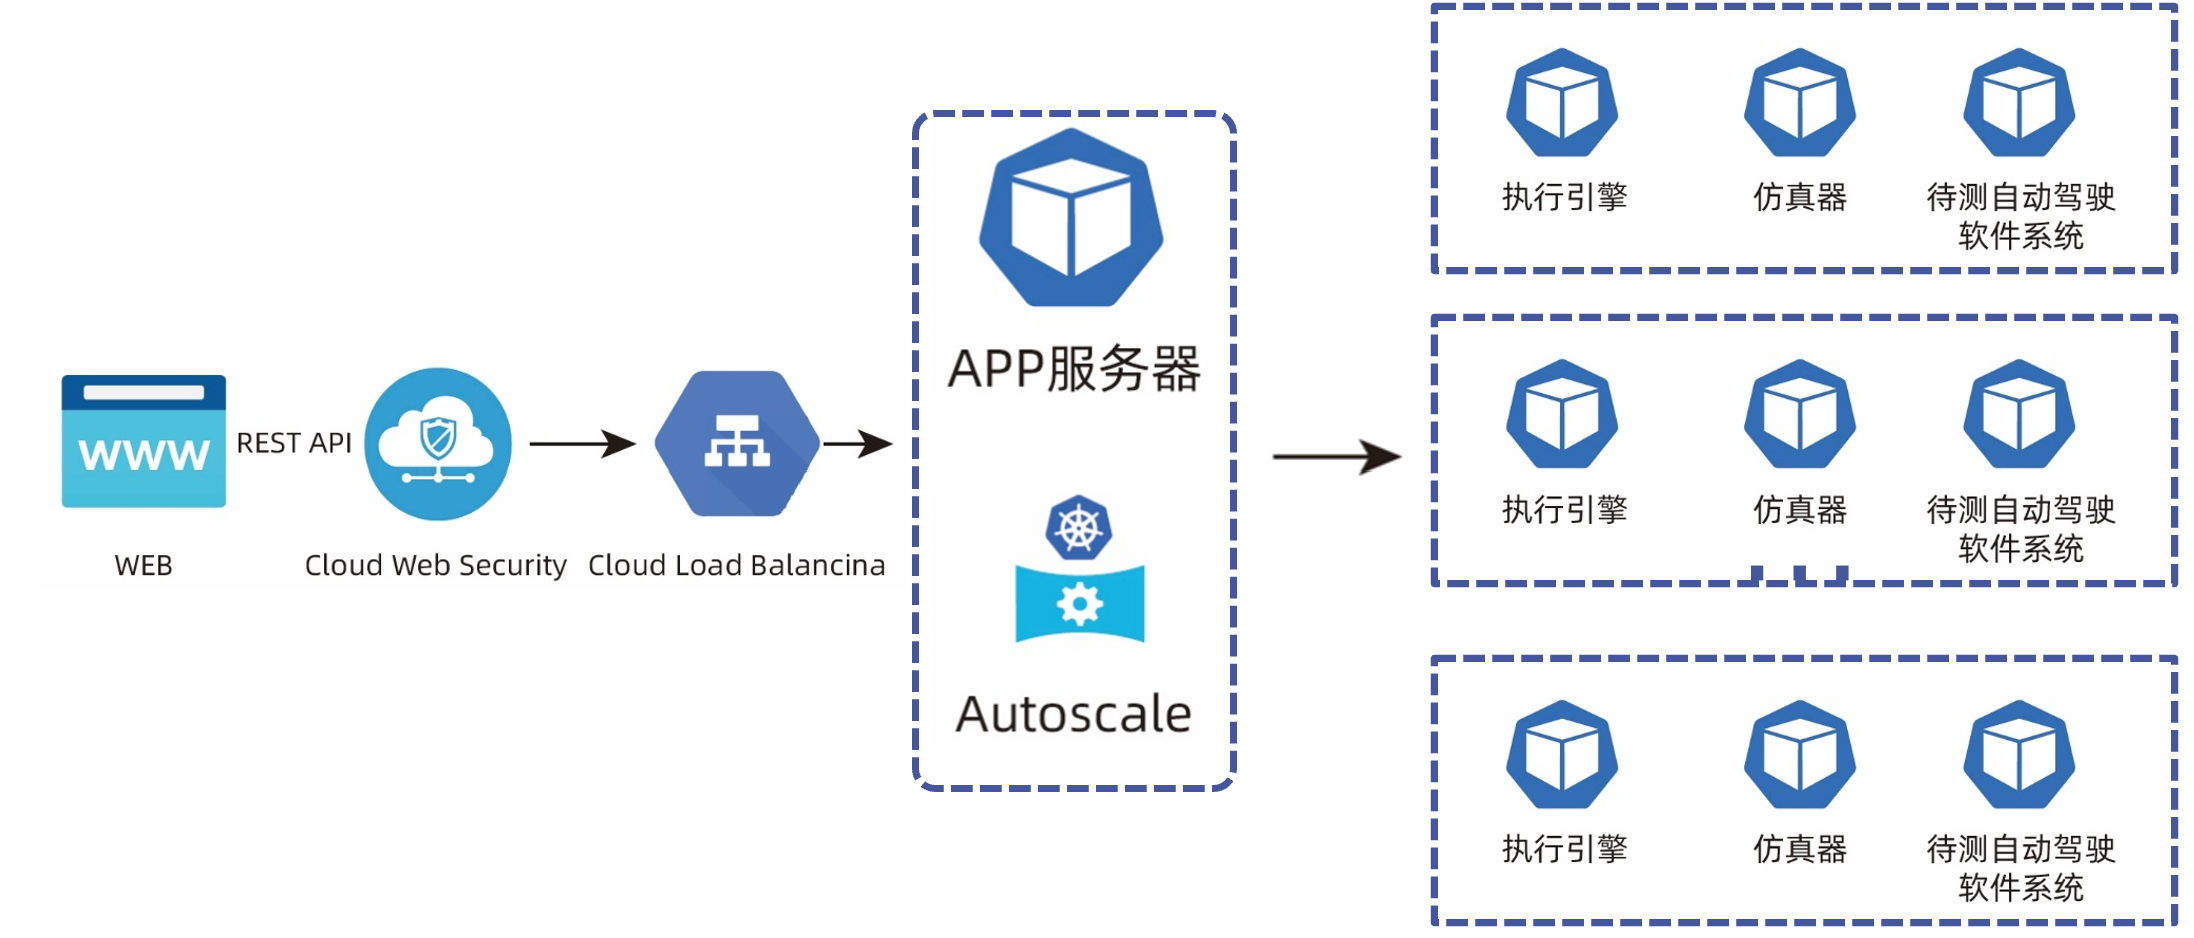 WWW
REST API
WEB
Cloud Web Security
Cloud Load Balancina
APP服务器
Autoscale
执行引擎
仿真器
待测自动驾驶
软件系统
执行引擎
仿真器
待测自动驾驶
软件系统
执行引擎
仿真器
待测自动驾驶
软件系统